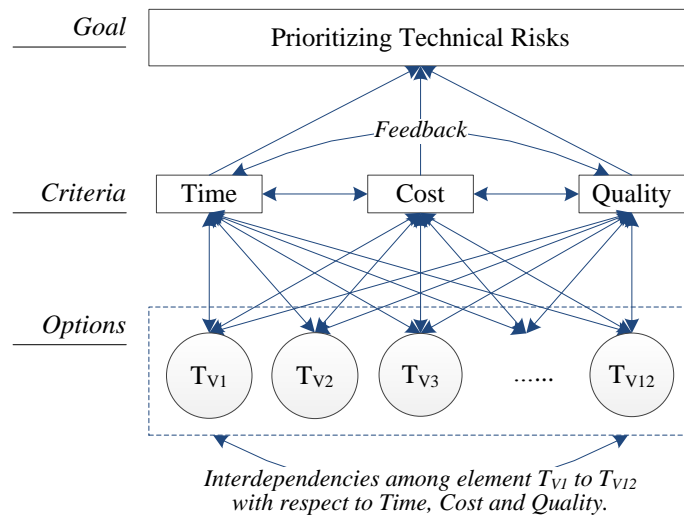 Goal
Prioritizing Technical Risks
Feedback
Criteria
Time
Cost
Quality
Options
TV1
TV2
TV3
......
TV12
Interdependencies among element TV1 to TV12
with respect to Time, Cost and Quality.